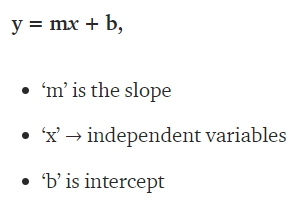 y = mx + b,
• ‘m’ is the slope
• ‘x’ → independent variables
• ‘b’ is intercept